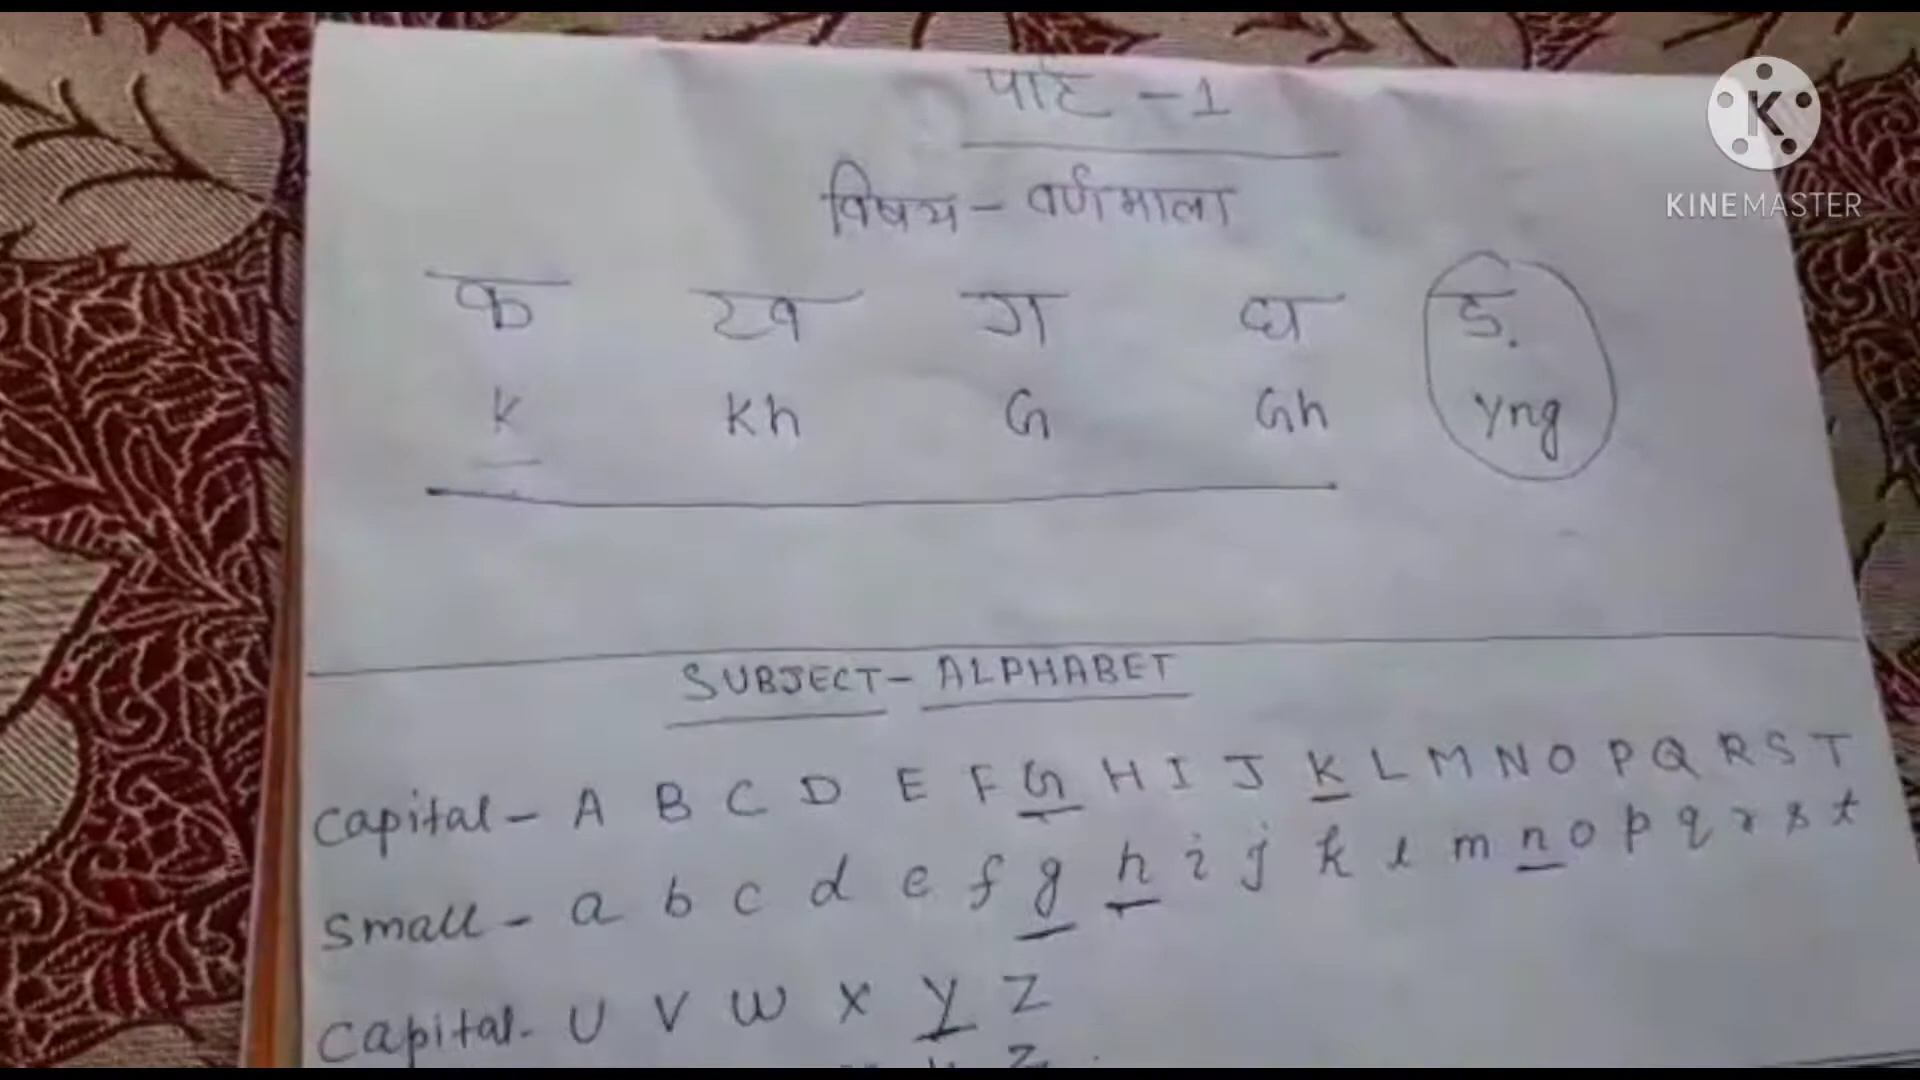 पाठ - 1
विषय - वर्णमाला
क ख ग घ ङ
K Kh G Gh yng
SUBJECT - ALPHABET
Capital - A B C D E F G H I J K L M N O P Q R S T
Small - a b c d e f g h i j k l m n o p q r s t
Capital - U V W X Y Z
KINEMASTER